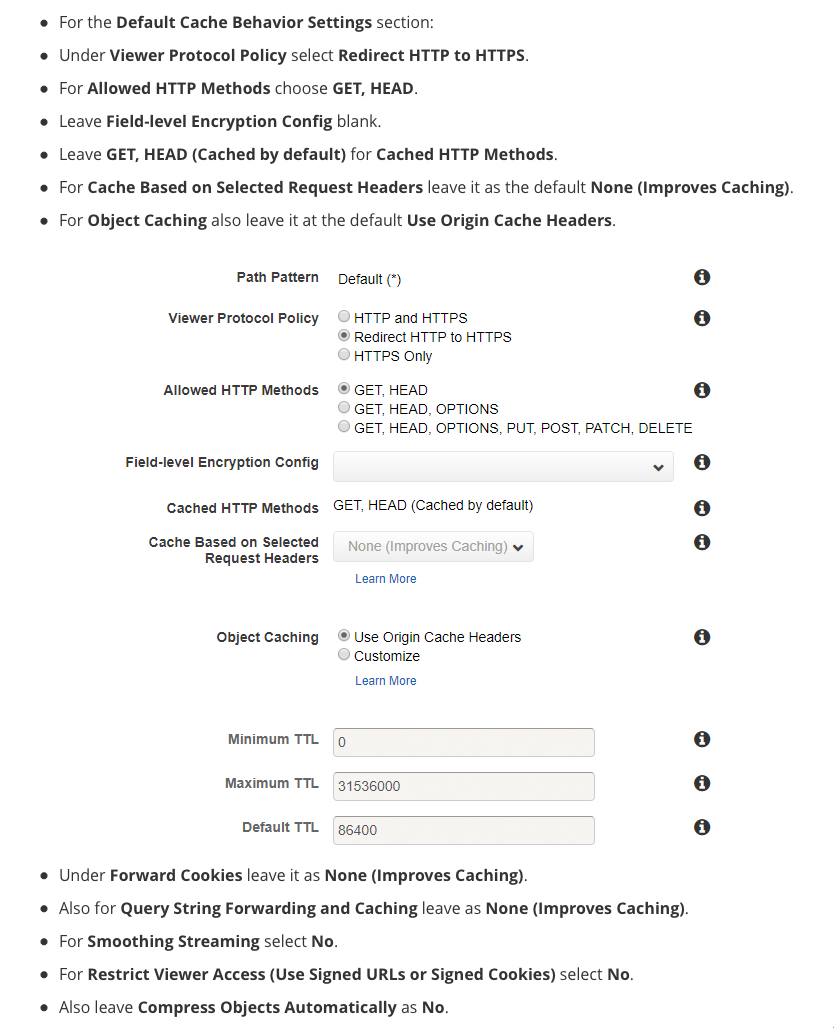 For the Default Cache Behavior Settings section:
Under Viewer Protocol Policy select Redirect HTTP to HTTPS.
For Allowed HTTP Methods choose GET, HEAD.
Leave Field-level Encryption Config blank.
Leave GET, HEAD (Cached by default) for Cached HTTP Methods.
For Cache Based on Selected Request Headers leave it as the default None (Improves Caching).
For Object Caching also leave it at the default Use Origin Cache Headers.
Path Pattern Default (*)
Viewer Protocol Policy HTTP and HTTPS
Redirect HTTP to HTTPS
HTTPS Only
Allowed HTTP Methods GET, HEAD
GET, HEAD, OPTIONS
GET, HEAD, OPTIONS, PUT, POST, PATCH, DELETE
Field-level Encryption Config
Cached HTTP Methods GET, HEAD (Cached by default)
Cache Based on Selected None (Improves Caching)
Request Headers
Learn More
Object Caching Use Origin Cache Headers
Customize
Learn More
Minimum TTL 0
Maximum TTL 31536000
Default TTL 86400
Under Forward Cookies leave it as None (Improves Caching).
Also for Query String Forwarding and Caching leave as None (Improves Caching).
For Smoothing Streaming select No.
For Restrict Viewer Access (Use Signed URLs or Signed Cookies) select No.
Also leave Compress Objects Automatically as No.